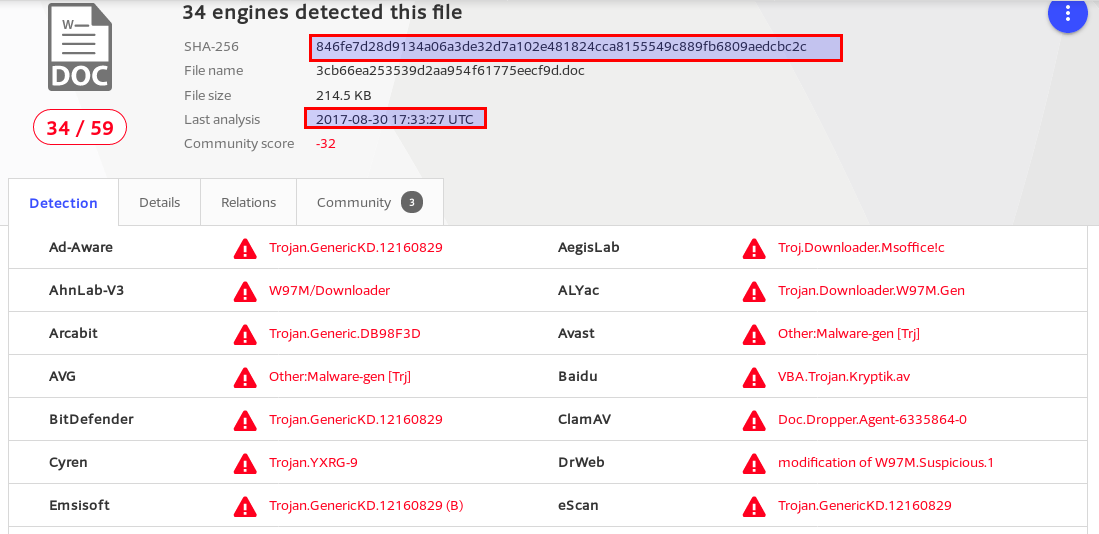 34 engines detected this file
W
DOC
SHA-256 846fe7d28d9134a06a3de32d7a102e481824cca8155549c889fb6809aedcbc2c
File name 3cb66ea253539d2aa954f61775eecf9d.doc
File size 214.5 KB
34 / 59
Last analysis 2017-08-30 17:33:27 UTC
Community score -32
Detection Details Relations Community 3
Ad-Aware Trojan.GenericKD.12160829 AegisLab Troj.Downloader.Msoffice!c
AhnLab-V3 W97M/Downloader ALYac Trojan.Downloader.W97M.Gen
Arcabit Trojan.Generic.DB98F3D Avast Other:Malware-gen [Trj]
AVG Other:Malware-gen [Trj] Baidu VBA.Trojan.Kryptik.av
BitDefender Trojan.GenericKD.12160829 ClamAV Doc.Dropper.Agent-6335864-0
Cyren Trojan.YXRG-9 DrWeb modification of W97M.Suspicious.1
Emsisoft Trojan.GenericKD.12160829 (B) eScan Trojan.GenericKD.12160829